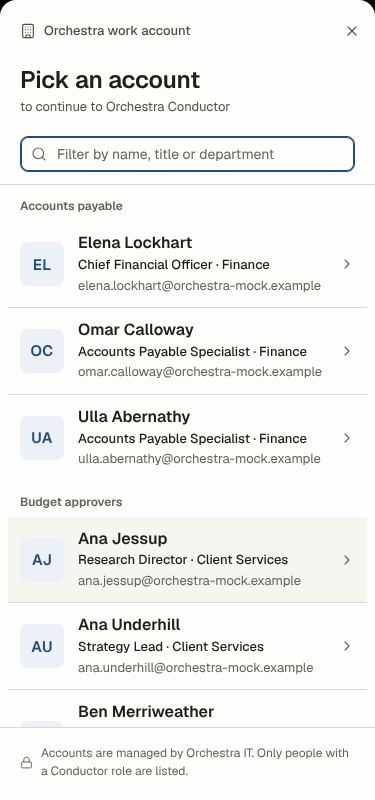 Orchestra work account
Pick an account
to continue to Orchestra Conductor
Filter by name, title or department
Accounts payable
EL
Elena Lockhart
Chief Financial Officer · Finance
elena.lockhart@orchestra-mock.example
OC
Omar Calloway
Accounts Payable Specialist · Finance
omar.calloway@orchestra-mock.example
UA
Ulla Abernathy
Accounts Payable Specialist · Finance
ulla.abernathy@orchestra-mock.example
Budget approvers
AJ
Ana Jessup
Research Director · Client Services
ana.jessup@orchestra-mock.example
AU
Ana Underhill
Strategy Lead · Client Services
ana.underhill@orchestra-mock.example
Ben Merriweather
Accounts are managed by Orchestra IT. Only people with
a Conductor role are listed.